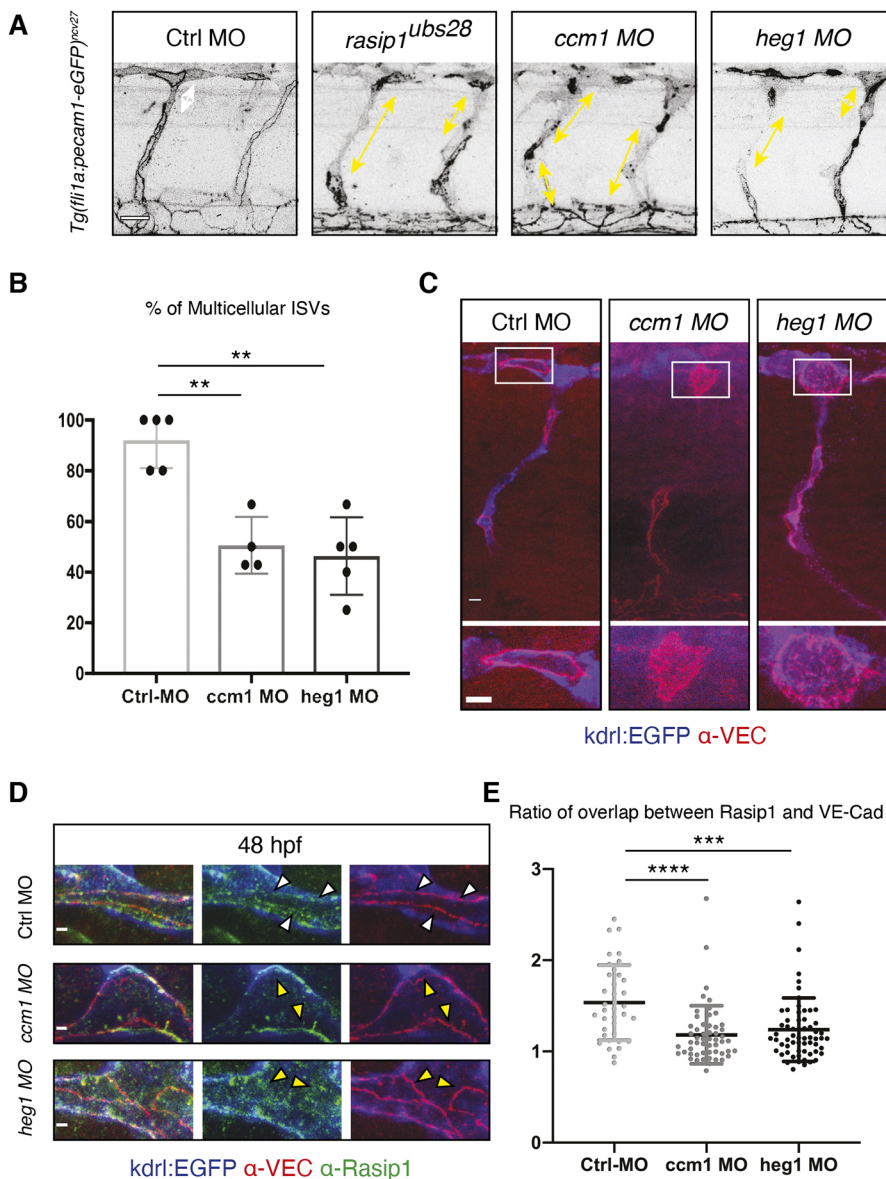 A
Tg(fli1a:pecam1-eGFP)ncv27
Ctrl MO
rasip1ubs28
ccm1 MO
heg1 MO
B
% of Multicellular ISVs
**
**
100
80
60
40
20
0
Ctrl-MO
ccm1 MO
heg1 MO
C
Ctrl MO
ccm1 MO
heg1 MO
kdrl:EGFP α-VEC
D
48 hpf
Ctrl MO
ccm1 MO
heg1 MO
kdrl:EGFP α-VEC α-Rasip1
E
Ratio of overlap between Rasip1 and VE-Cad
***
****
3
2
1
0
Ctrl-MO
ccm1 MO
heg1 MO